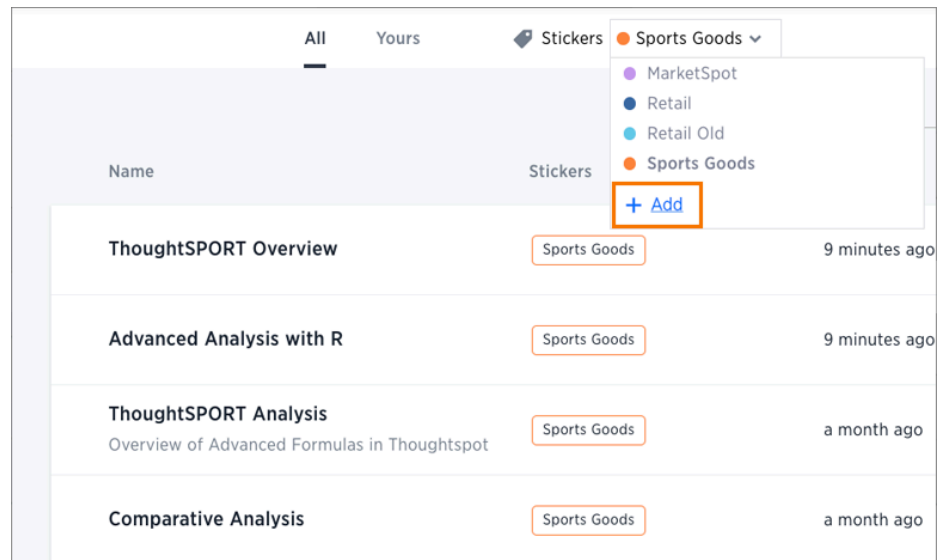 All Yours Stickers Sports Goods
MarketSpot
Retail
Retail Old
Sports Goods
+ Add
Name Stickers
ThoughtSPORT Overview Sports Goods 9 minutes ago
Advanced Analysis with R Sports Goods 9 minutes ago
ThoughtSPORT Analysis
Overview of Advanced Formulas in Thoughtspot Sports Goods a month ago
Comparative Analysis Sports Goods a month ago